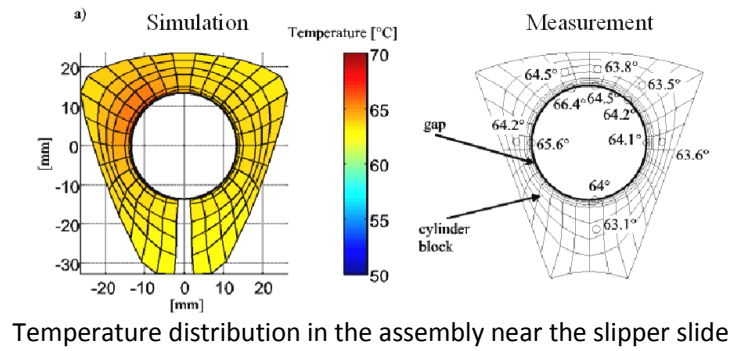 a)
Simulation
Temperature [°C]
Measurement
70
65
60
55
50
20
10
0
-10
-20
-30
[mm]
-20 -10 0 10 20
[mm]
64.5°
63.8°
63.5°
66.4°
64.5°
64.2°
64.2°
65.6°
64.1°
63.6°
64°
63.1°
gap
cylinder
block
Temperature distribution in the assembly near the slipper slide